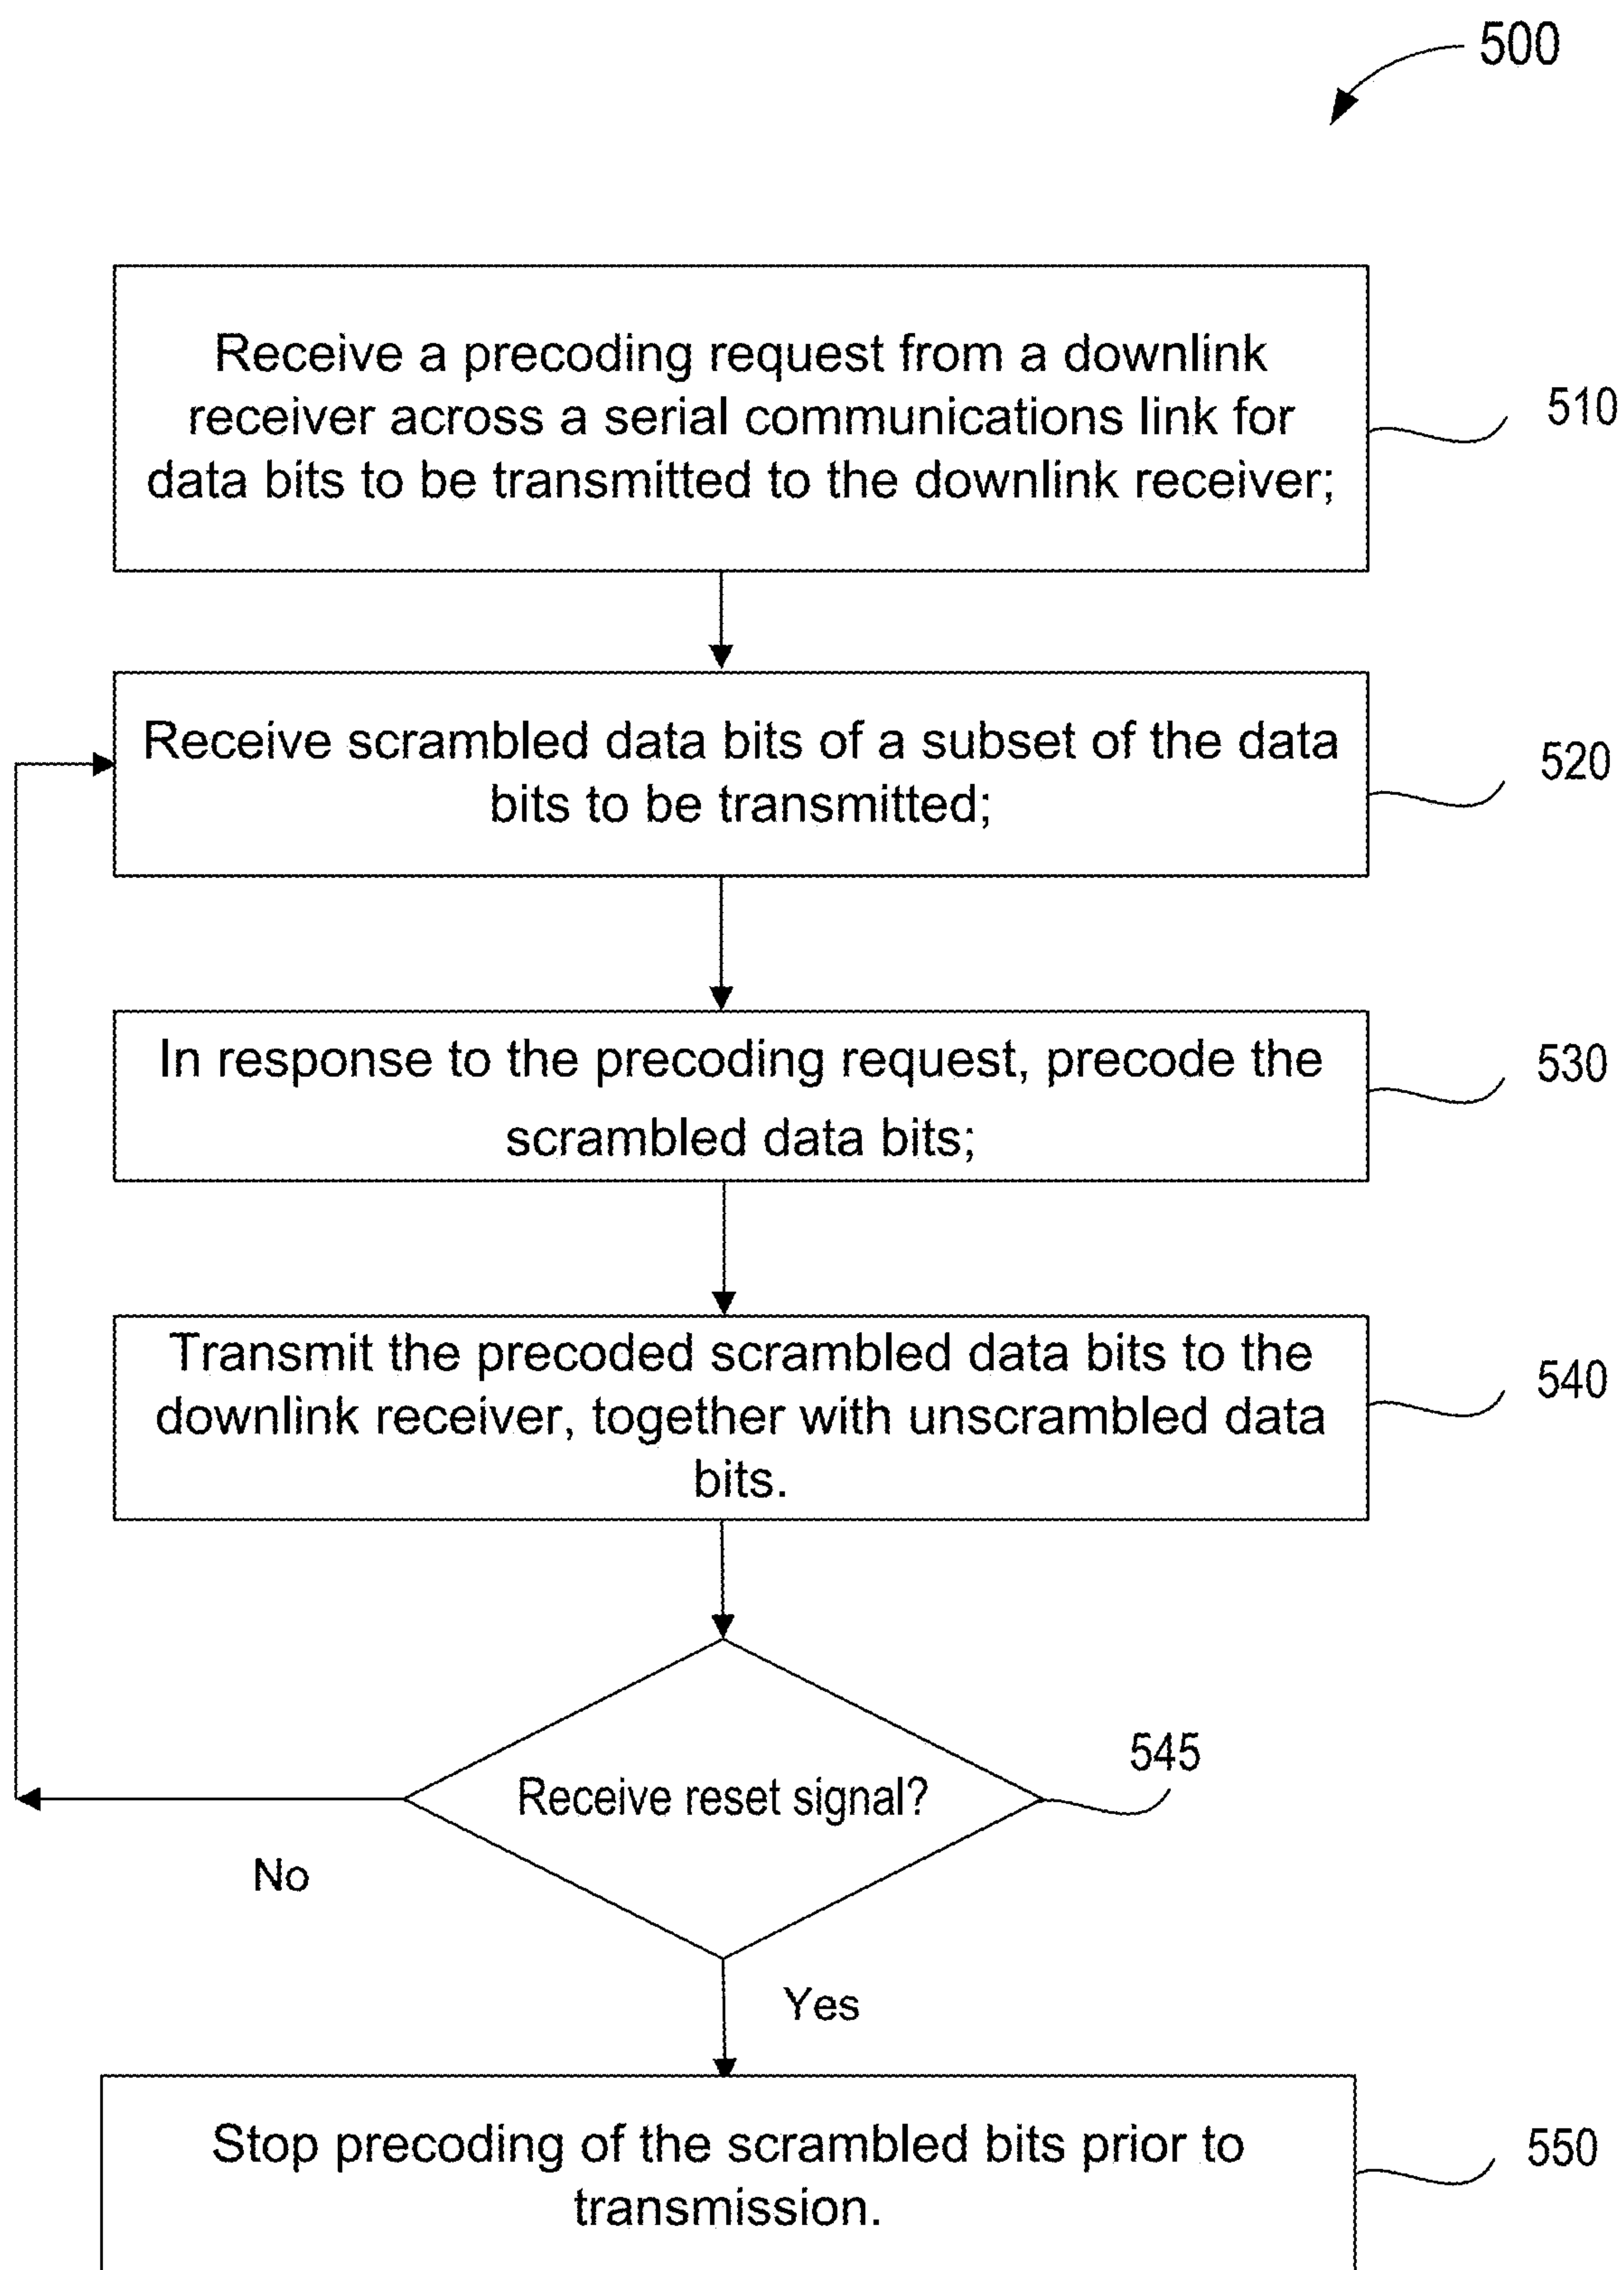 500
Receive a precoding request from a downlink
receiver across a serial communications link for
data bits to be transmitted to the downlink receiver;
510
Receive scrambled data bits of a subset of the data
bits to be transmitted;
520
In response to the precoding request, precode the
scrambled data bits;
530
Transmit the precoded scrambled data bits to the
downlink receiver, together with unscrambled data
bits.
540
Receive reset signal?
545
No
Yes
Stop precoding of the scrambled bits prior to
transmission.
550